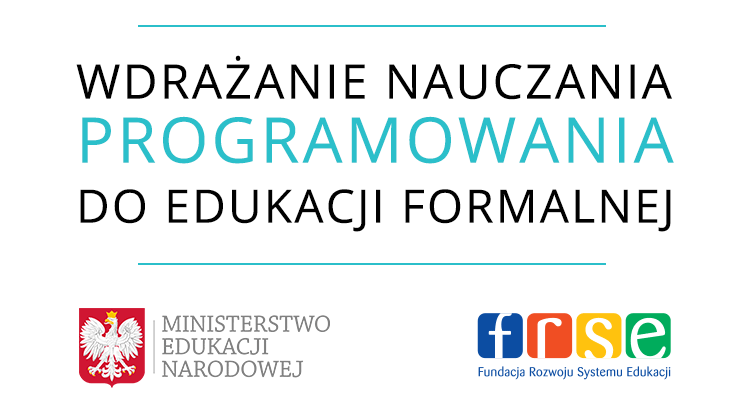 WDRAŻANIE NAUCZANIA
PROGRAMOWANIA
DO EDUKACJI FORMALNEJ
MINISTERSTWO
EDUKACJI
NARODOWEJ
frse
Fundacja Rozwoju Systemu Edukacji